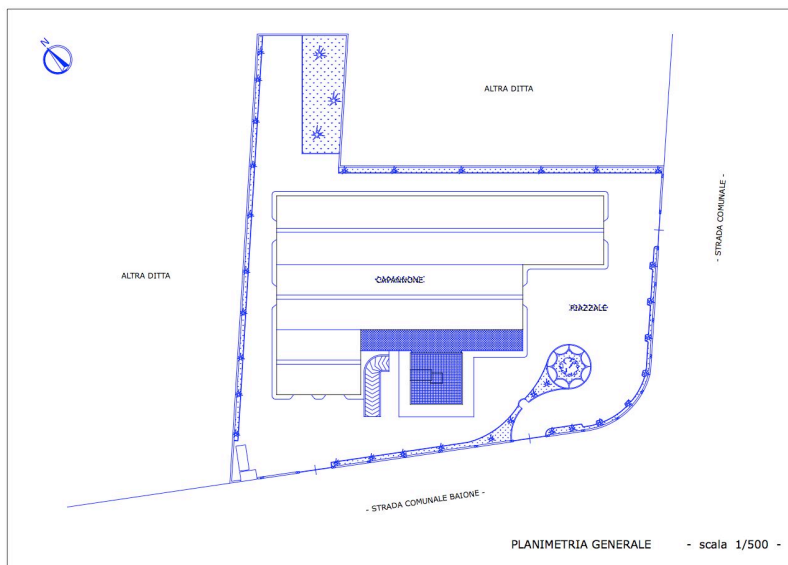 N
ALTRA DITTA
- STRADA COMUNALE -
ALTRA DITTA
CAPANNONE
PIAZZALE
- STRADA COMUNALE BAIONE -
PLANIMETRIA GENERALE - scala 1/500 -